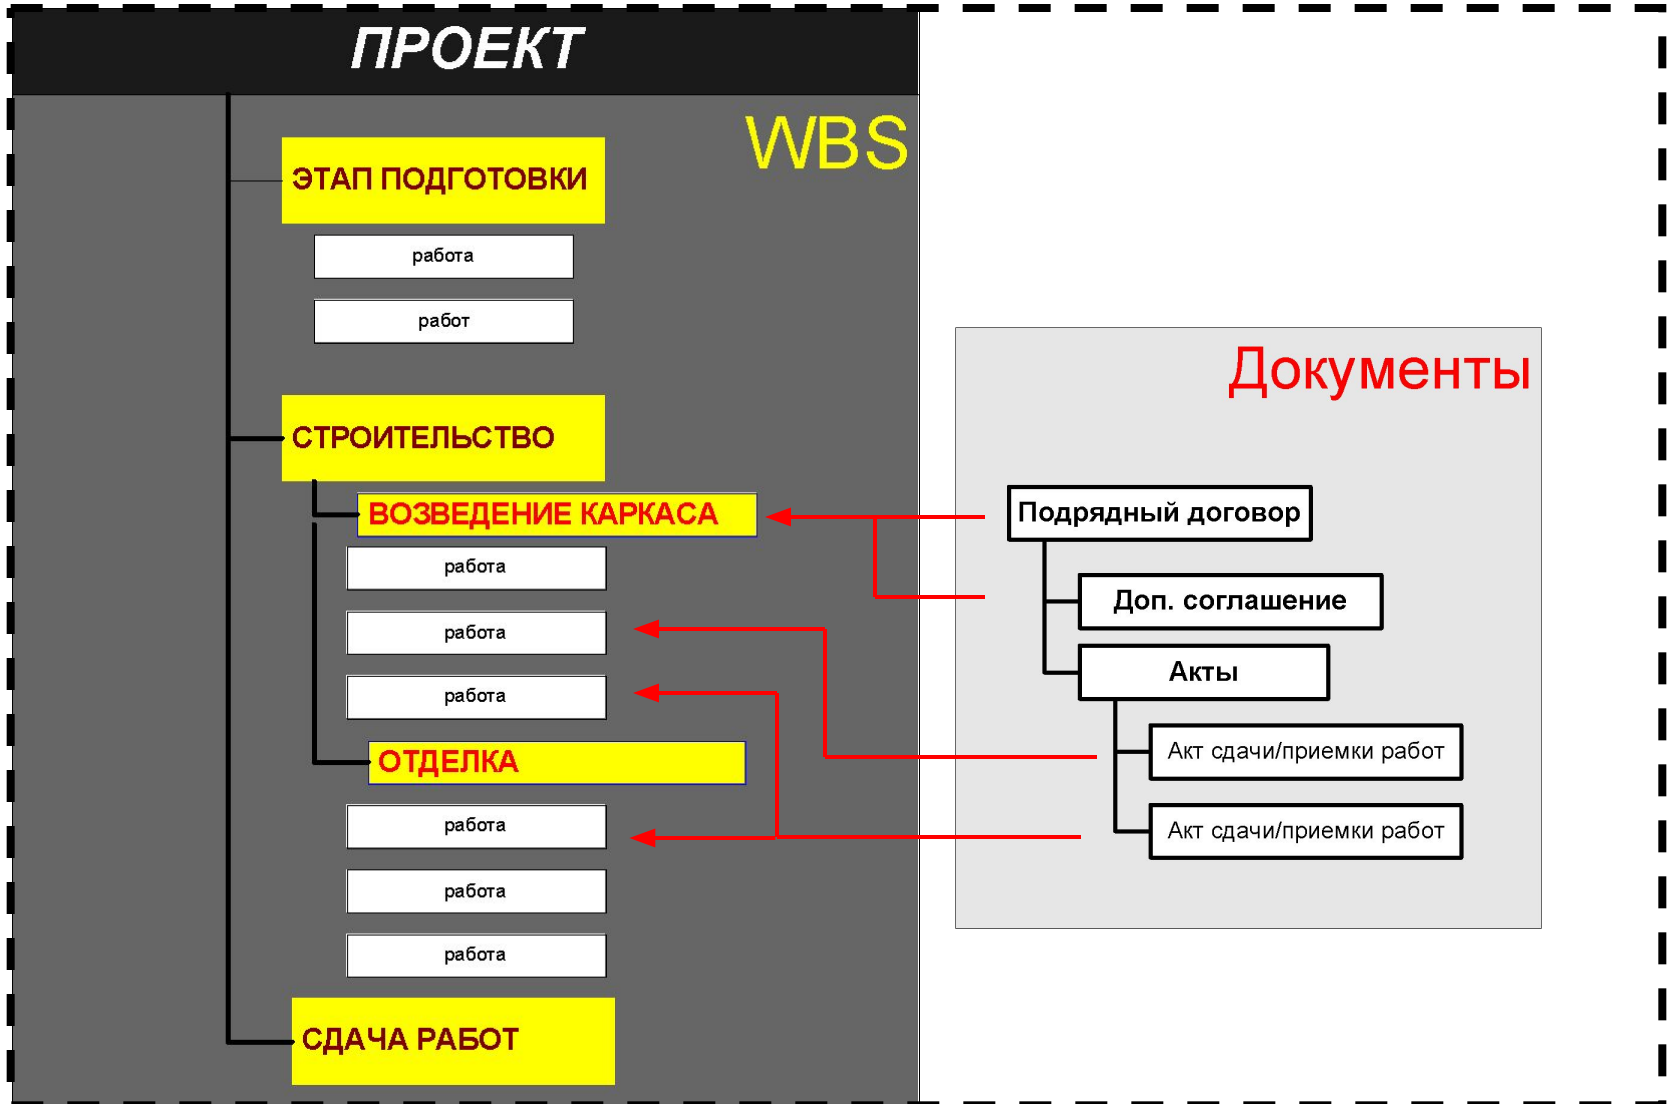 ПРОЕКТ
WBS
ЭТАП ПОДГОТОВКИ
работа
работ
СТРОИТЕЛЬСТВО
ВОЗВЕДЕНИЕ КАРКАСА
работа
работа
работа
ОТДЕЛКА
работа
работа
работа
СДАЧА РАБОТ
Документы
Подрядный договор
Доп. соглашение
Акты
Акт сдачи/приемки работ
Акт сдачи/приемки работ